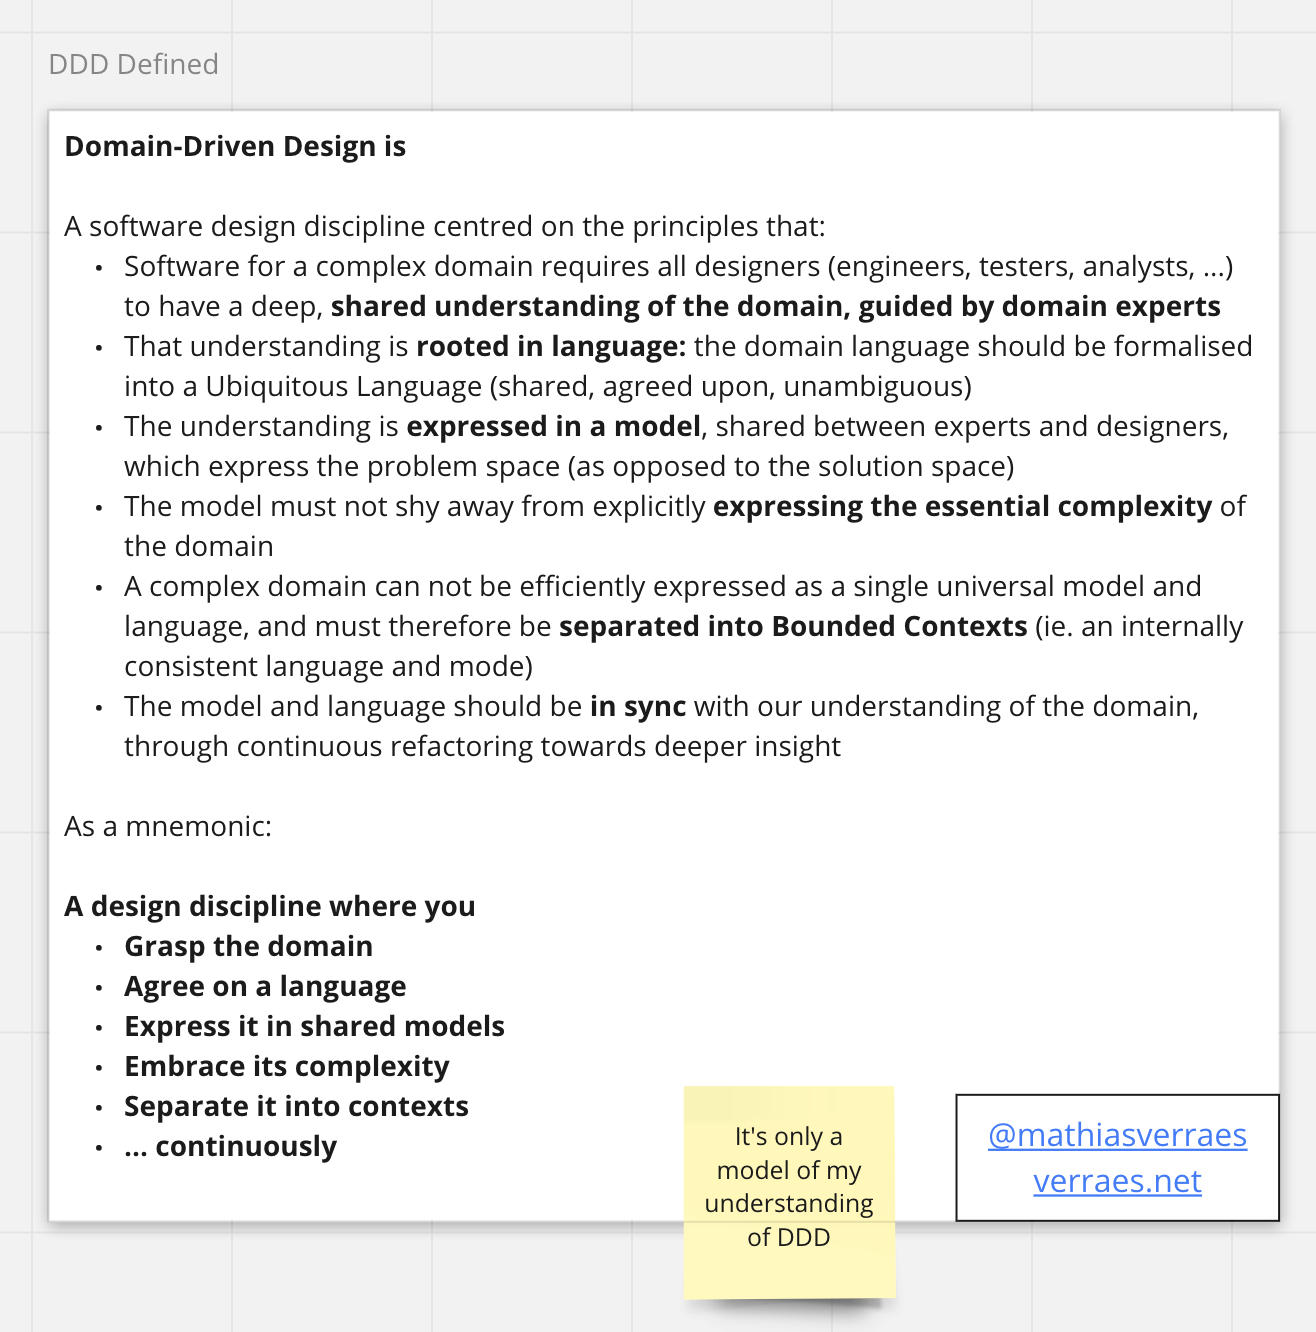 DDD Defined
Domain-Driven Design is
A software design discipline centred on the principles that:
• Software for a complex domain requires all designers (engineers, testers, analysts, ...)
to have a deep, shared understanding of the domain, guided by domain experts
• That understanding is rooted in language: the domain language should be formalised
into a Ubiquitous Language (shared, agreed upon, unambiguous)
• The understanding is expressed in a model, shared between experts and designers,
which express the problem space (as opposed to the solution space)
• The model must not shy away from explicitly expressing the essential complexity of
the domain
• A complex domain can not be efficiently expressed as a single universal model and
language, and must therefore be separated into Bounded Contexts (ie. an internally
consistent language and mode)
• The model and language should be in sync with our understanding of the domain,
through continuous refactoring towards deeper insight
As a mnemonic:
A design discipline where you
• Grasp the domain
• Agree on a language
• Express it in shared models
• Embrace its complexity
• Separate it into contexts
• ... continuously
It's only a
model of my
understanding
of DDD
@mathiasverraes
verraes.net